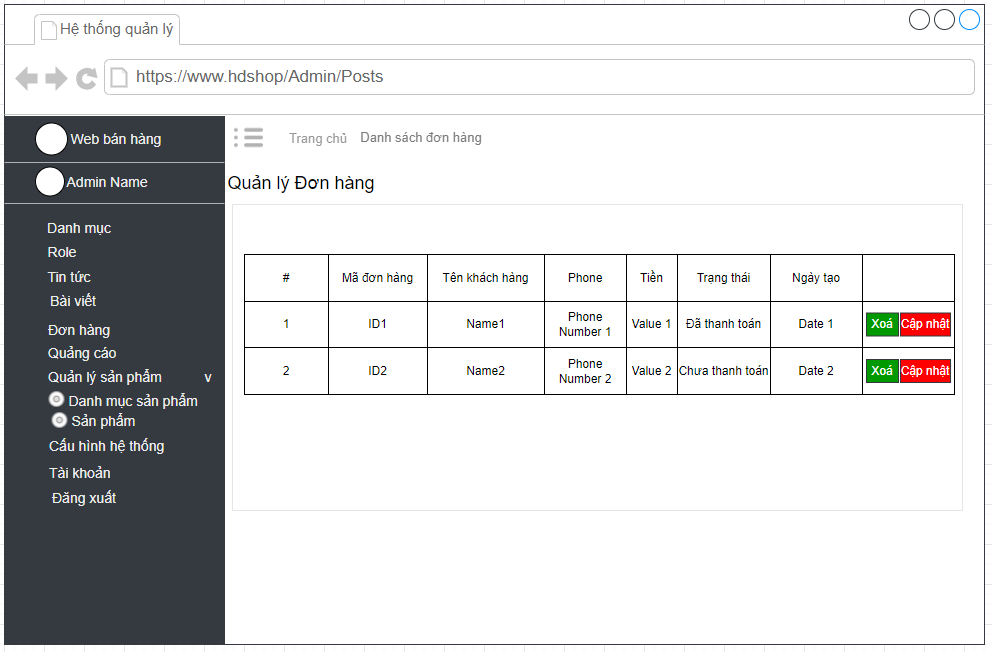 Hệ thống quản lý
https://www.hdshop/Admin/Posts
Web bán hàng
Admin Name
Danh mục
Role
Tin tức
Bài viết
Đơn hàng
Quảng cáo
Quản lý sản phẩm v
Danh mục sản phẩm
Sản phẩm
Cấu hình hệ thống
Tài khoản
Đăng xuất
Trang chủ Danh sách đơn hàng
Quản lý Đơn hàng
# Mã đơn hàng Tên khách hàng Phone Tiền Trạng thái Ngày tạo
1 ID1 Name1 Phone Number 1 Value 1 Đã thanh toán Date 1 Xoá Cập nhật
2 ID2 Name2 Phone Number 2 Value 2 Chưa thanh toán Date 2 Xoá Cập nhật